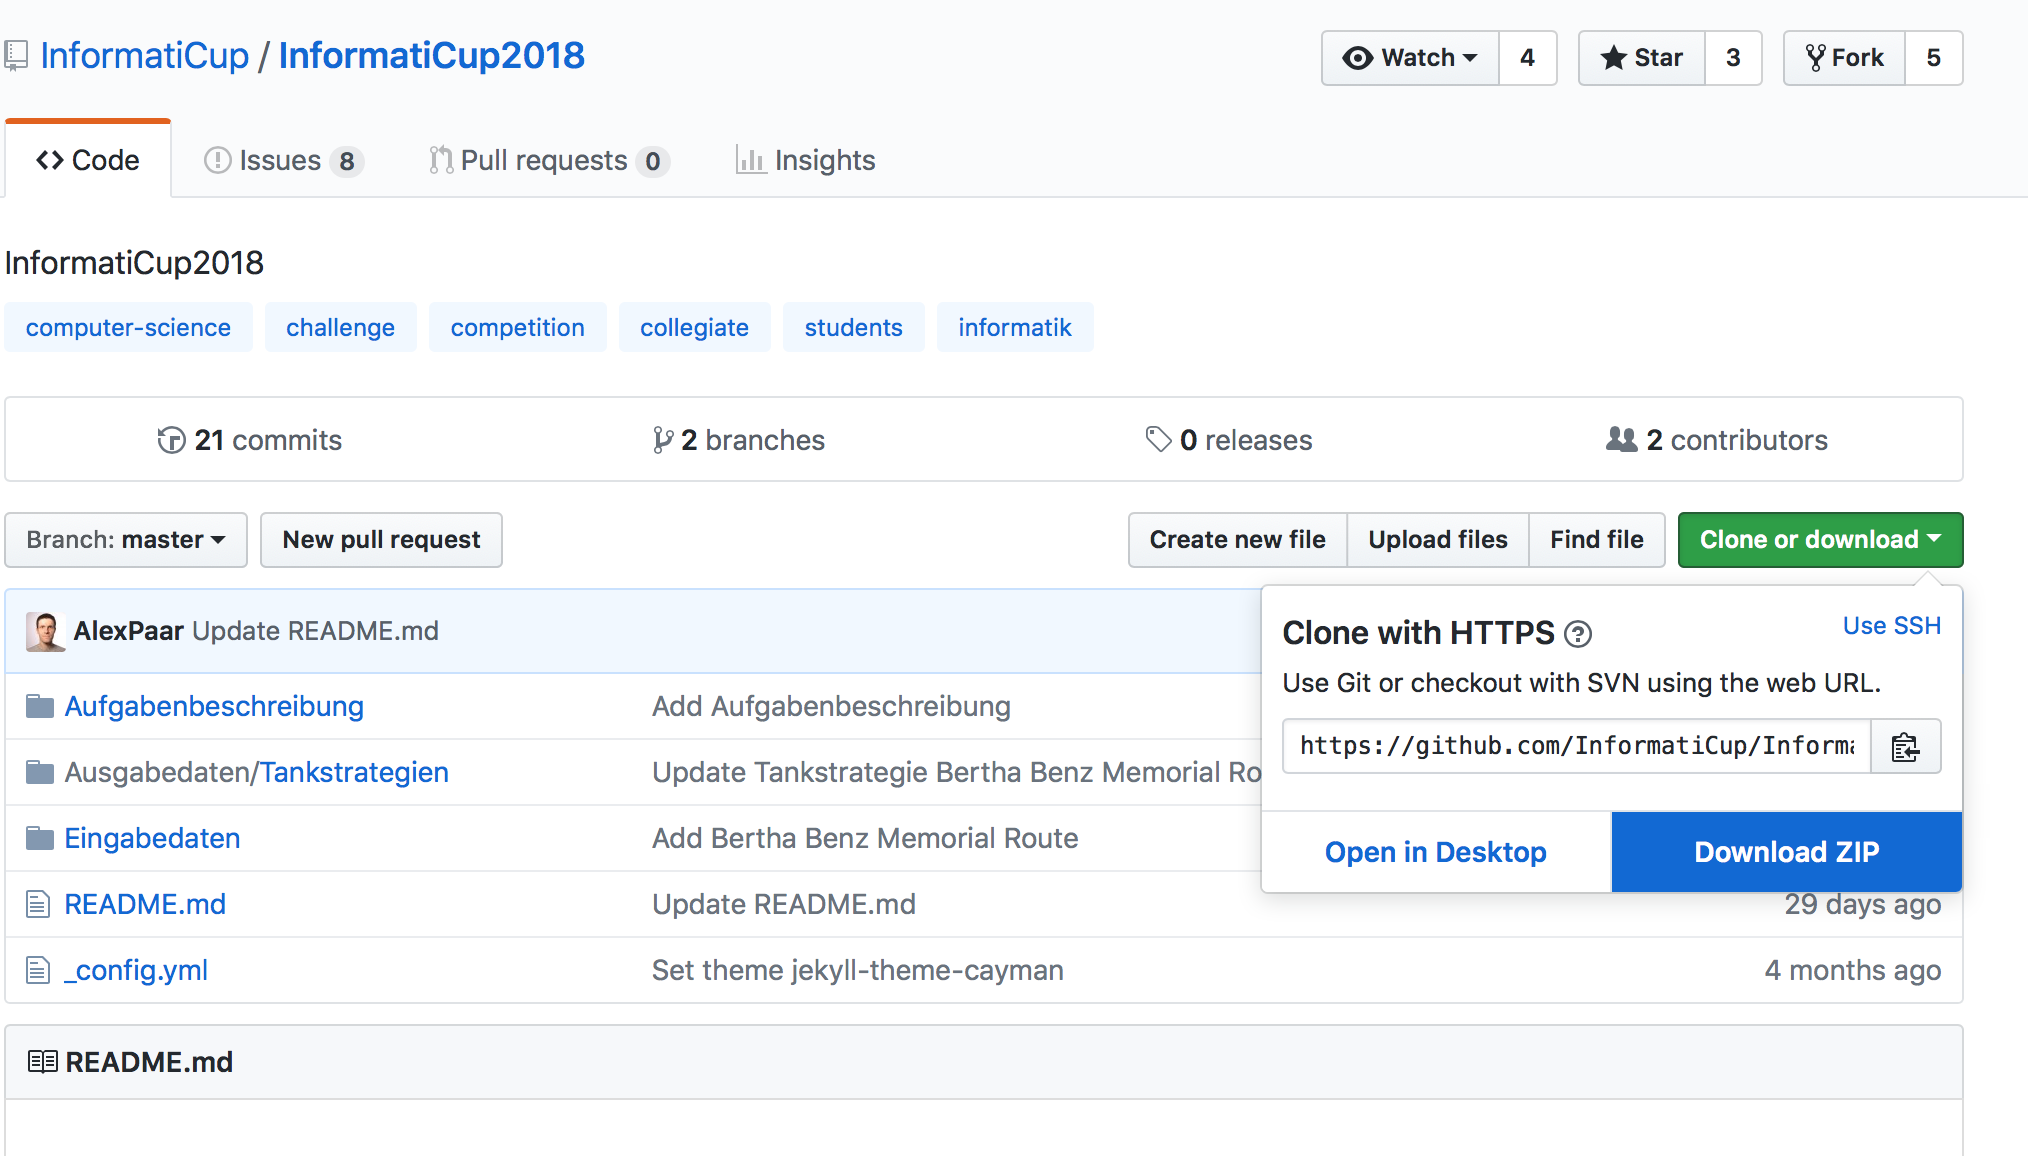 InformatiCup / InformatiCup2018
Watch 4 Star 3 Fork 5
Code Issues 8 Pull requests 0 Insights
InformatiCup2018
computer-science challenge competition collegiate students informatik
21 commits 2 branches 0 releases 2 contributors
Branch: master New pull request Create new file Upload files Find file Clone or download
AlexPaar Update README.md
Clone with HTTPS ? Use SSH
Use Git or checkout with SVN using the web URL.
https://github.com/InformatiCup/Informa
Open in Desktop Download ZIP
Aufgabenbeschreibung Add Aufgabenbeschreibung
Ausgabedaten/Tankstrategien Update Tankstrategie Bertha Benz Memorial Ro
Eingabedaten Add Bertha Benz Memorial Route
README.md Update README.md 29 days ago
_config.yml Set theme jekyll-theme-cayman 4 months ago
README.md